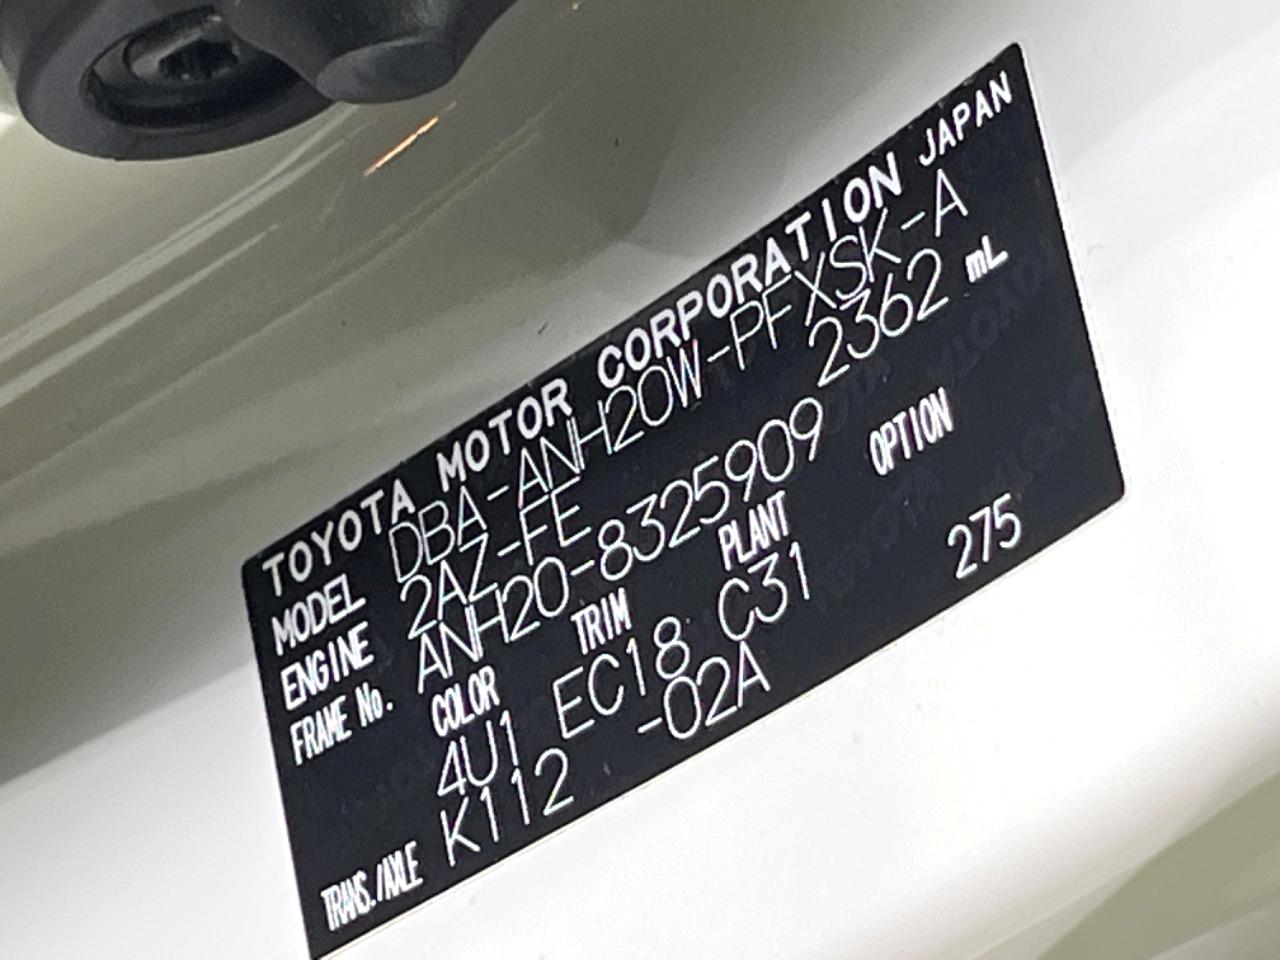 TOYOTA MOTOR CORPORATION JAPAN
MODEL DBA-ANH20W-PFXSK-A
ENGINE 2AZ-FE 2362 mL
FRAME No. ANH20-8325909
COLOR TRIM PLANT OPTION
4U1 EC18 C31 275
TRANS./AXLE K112 -02A